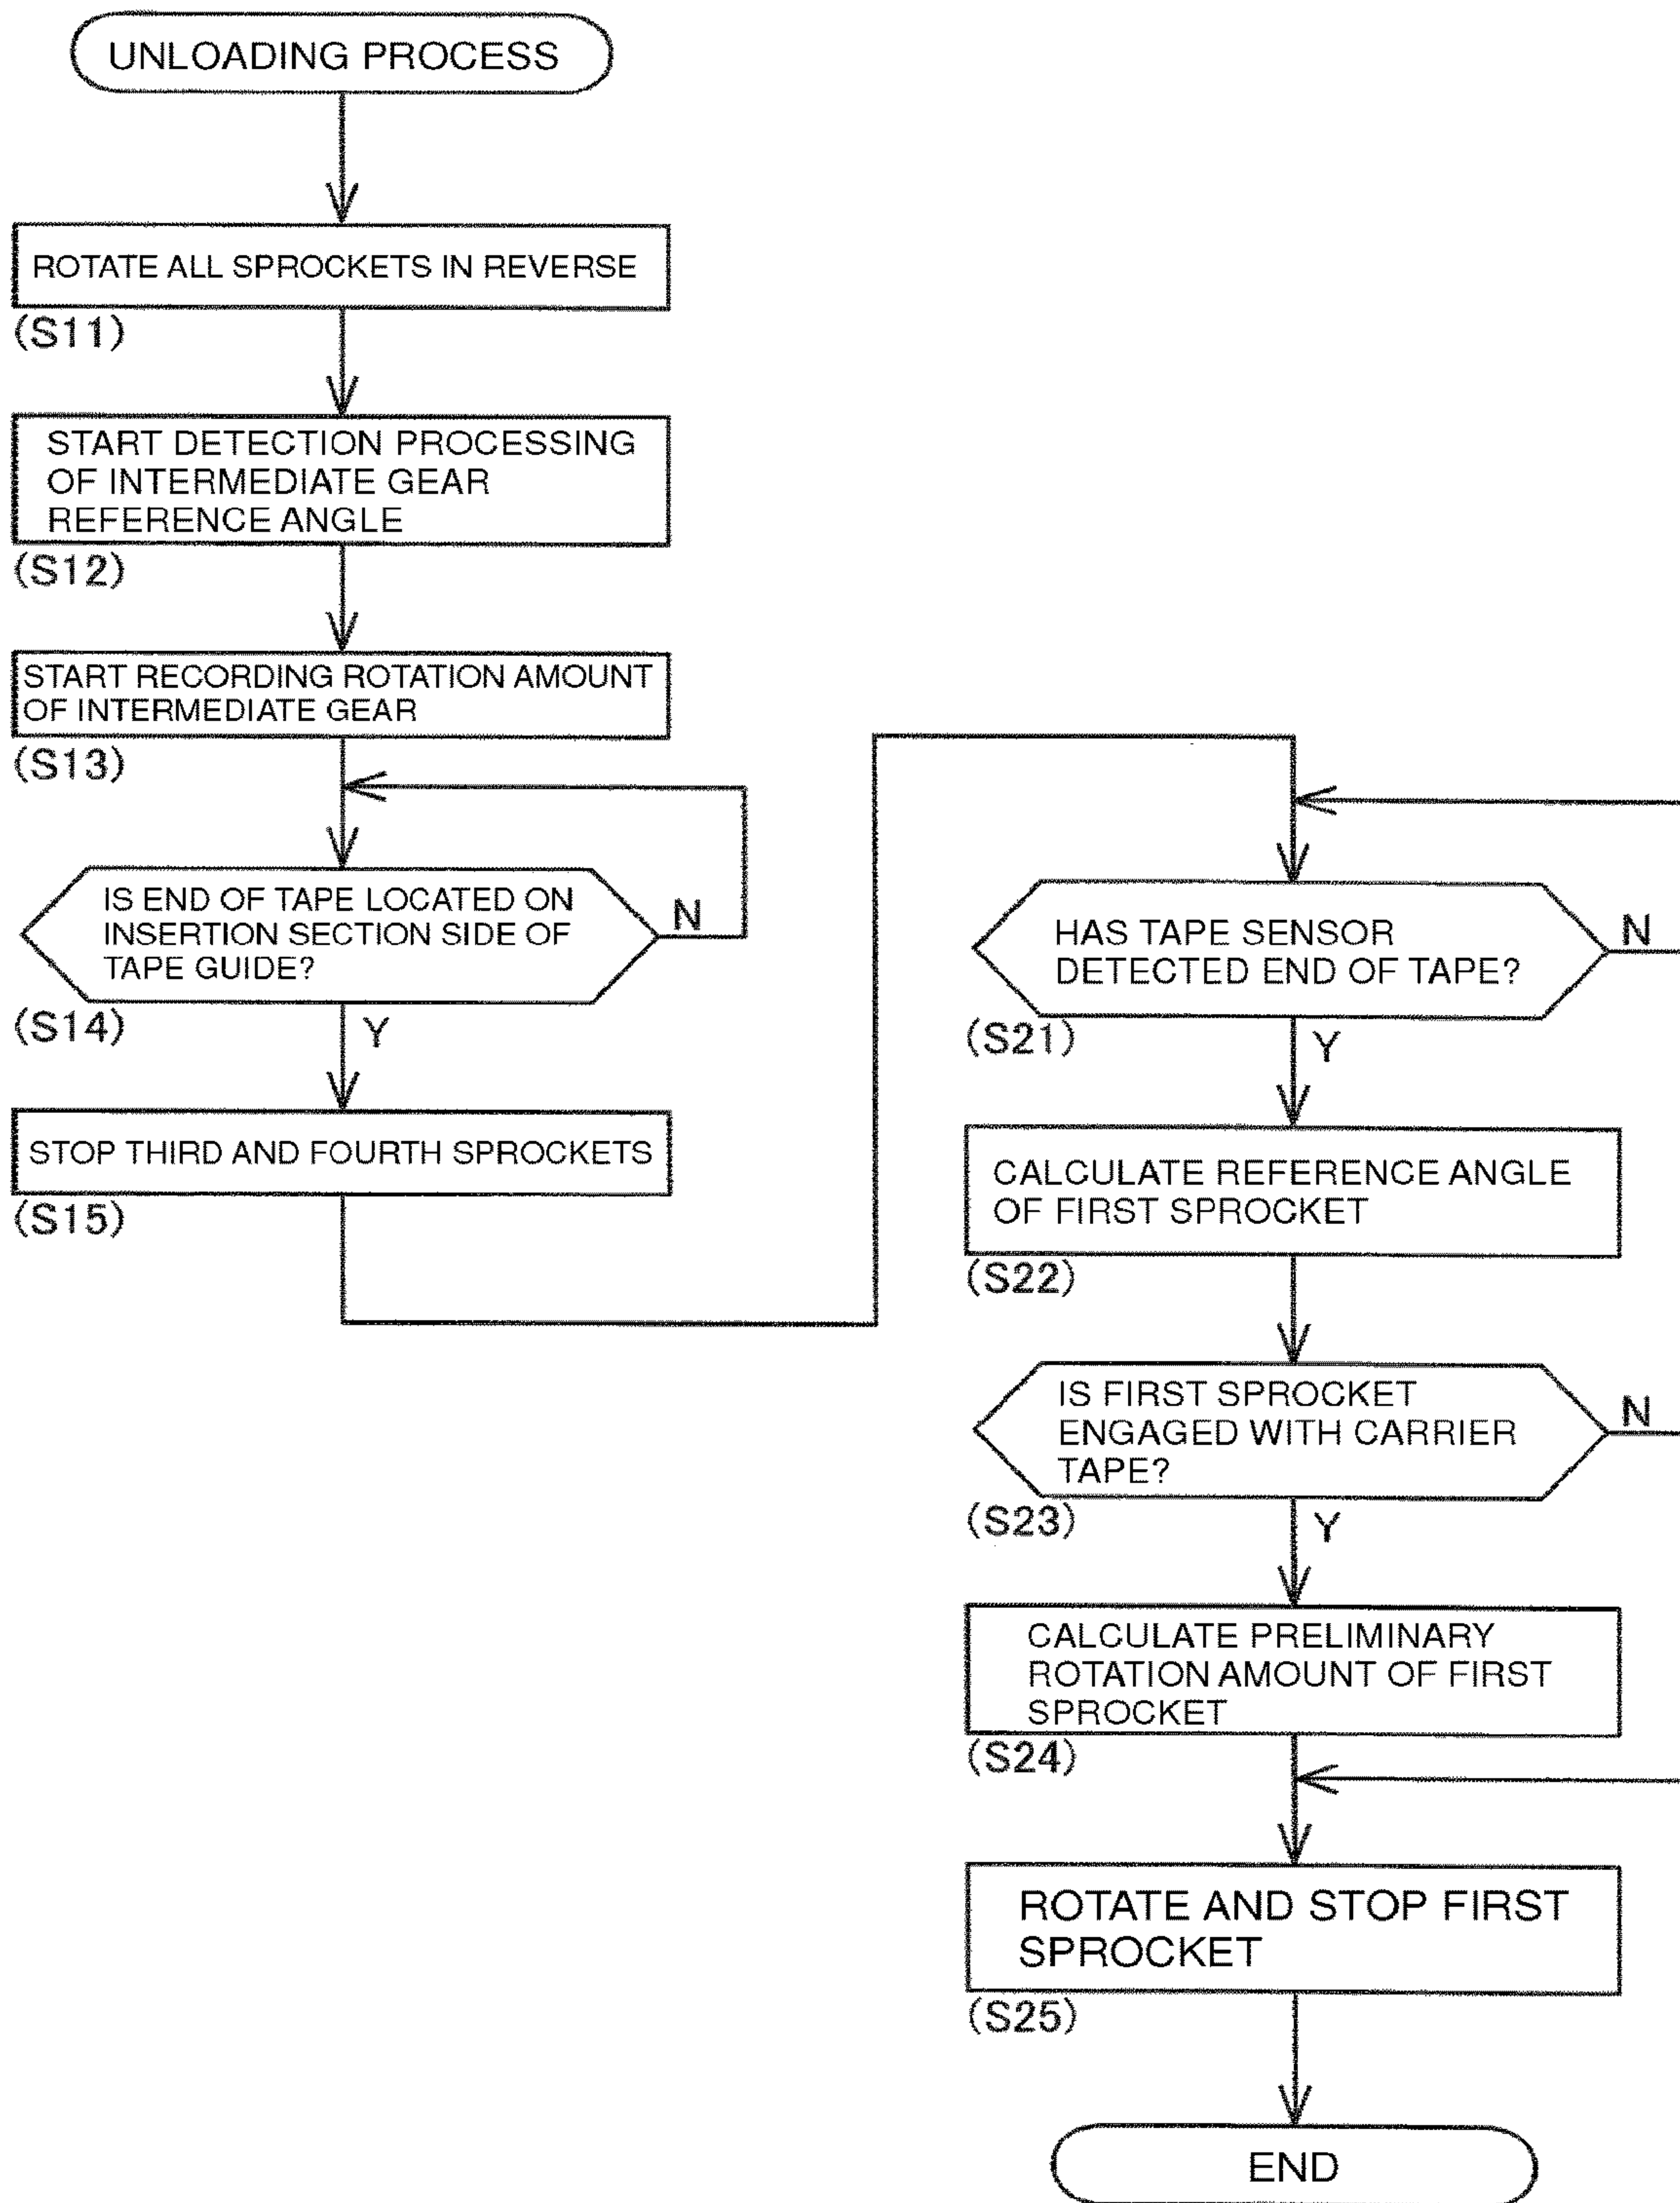 UNLOADING PROCESS
ROTATE ALL SPROCKETS IN REVERSE
(S11)
START DETECTION PROCESSING
OF INTERMEDIATE GEAR
REFERENCE ANGLE
(S12)
START RECORDING ROTATION AMOUNT
OF INTERMEDIATE GEAR
(S13)
IS END OF TAPE LOCATED ON
INSERTION SECTION SIDE OF
TAPE GUIDE?
N
(S14)
Y
STOP THIRD AND FOURTH SPROCKETS
(S15)
HAS TAPE SENSOR
DETECTED END OF TAPE?
N
(S21)
Y
CALCULATE REFERENCE ANGLE
OF FIRST SPROCKET
(S22)
IS FIRST SPROCKET
ENGAGED WITH CARRIER
TAPE?
N
(S23)
Y
CALCULATE PRELIMINARY
ROTATION AMOUNT OF FIRST
SPROCKET
(S24)
ROTATE AND STOP FIRST
SPROCKET
(S25)
END